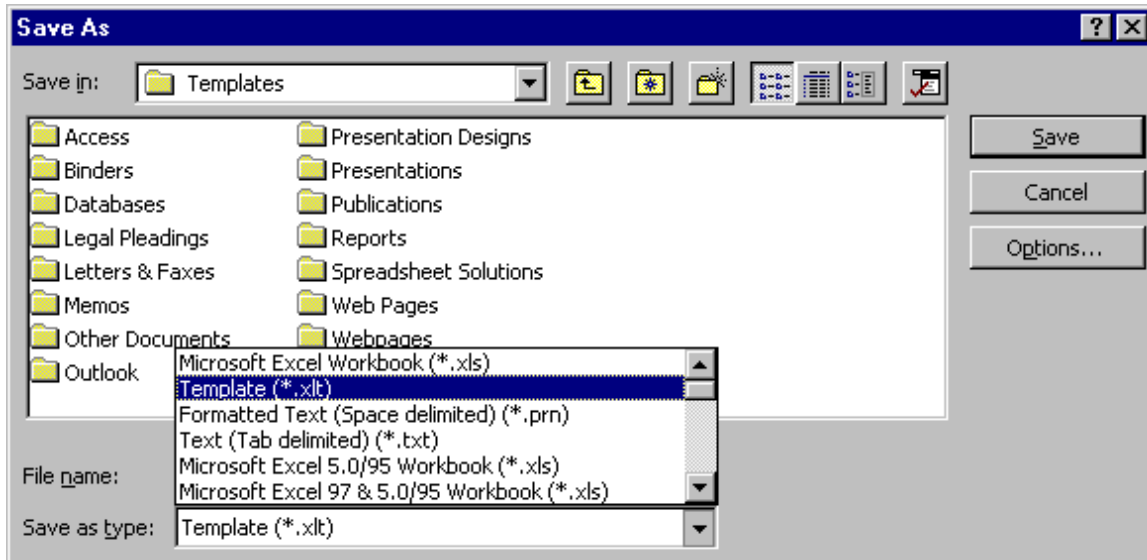 Save As
Save in: Templates
Access
Binders
Databases
Legal Pleadings
Letters & Faxes
Memos
Other Documents
Outlook
Presentation Designs
Presentations
Publications
Reports
Spreadsheet Solutions
Web Pages
Webpages
Save
Cancel
Options...
Microsoft Excel Workbook (*.xls)
Template (*.xlt)
Formatted Text (Space delimited) (*.prn)
Text (Tab delimited) (*.txt)
Microsoft Excel 5.0/95 Workbook (*.xls)
Microsoft Excel 97 & 5.0/95 Workbook (*.xls)
File name:
Save as type: Template (*.xlt)